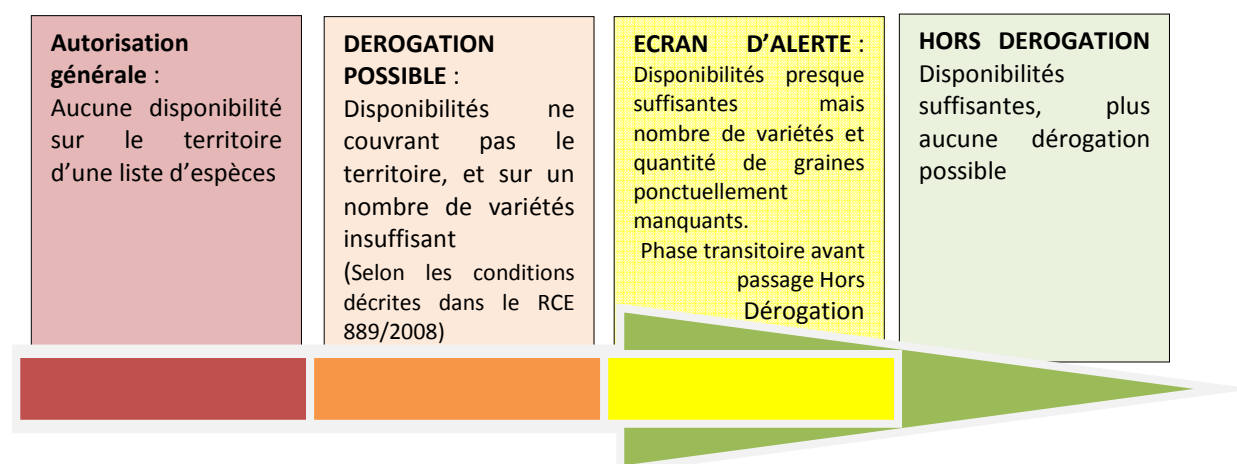 Autorisation
générale :
Aucune disponibilité
sur le territoire
d’une liste d’espèces
DEROGATION
POSSIBLE :
Disponibilités ne
couvrant pas le
territoire, et sur un
nombre de variétés
insuffisant
(Selon les conditions
décrites dans le RCE
889/2008)
ECRAN D’ALERTE :
Disponibilités presque
suffisantes mais
nombre de variétés et
quantité de graines
ponctuellement
manquants.
Phase transitoire avant
passage Hors
Dérogation
HORS DEROGATION
Disponibilités
suffisantes, plus
aucune dérogation
possible